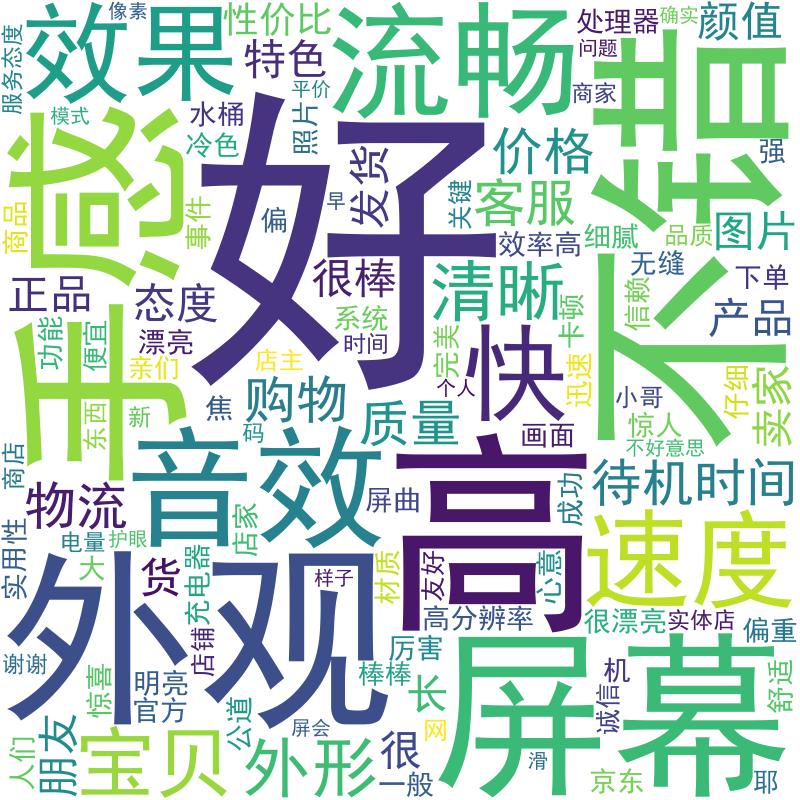 像素
性价比
处理器
确实
颜值
服务态度
效果
特色
流畅
问题
平价
商家
模式
水桶
照片
冷色
不错
手感
好
发货
价格
强
商品
事件
偏
早
关键
客服
效率高
细腻
品质
图片
正品
态度
很棒
清晰
无缝
下单
信赖
产品
功能
便宜
漂亮
系统
时间
完美
卡顿
亲们
店主
快
迅速
小哥
仔细
卖家
个人
东西
新
焦
购物
质量
惊人
码
画面
不好意思
商店
音效
高
待机时间
物流
屏曲
成功
实用性
电量
护眼
店家
速度
大
货
充电器
材质
友好
心意
样子
外观
店铺
高分辨率
很漂亮
实体店
偏重
谢谢
明亮
厉害
屏幕
惊喜
官方
棒棒
长
诚信
机
舒适
人们
朋友
宝贝
公道
屏会
外形
很
网
一般
滑
京东
耶